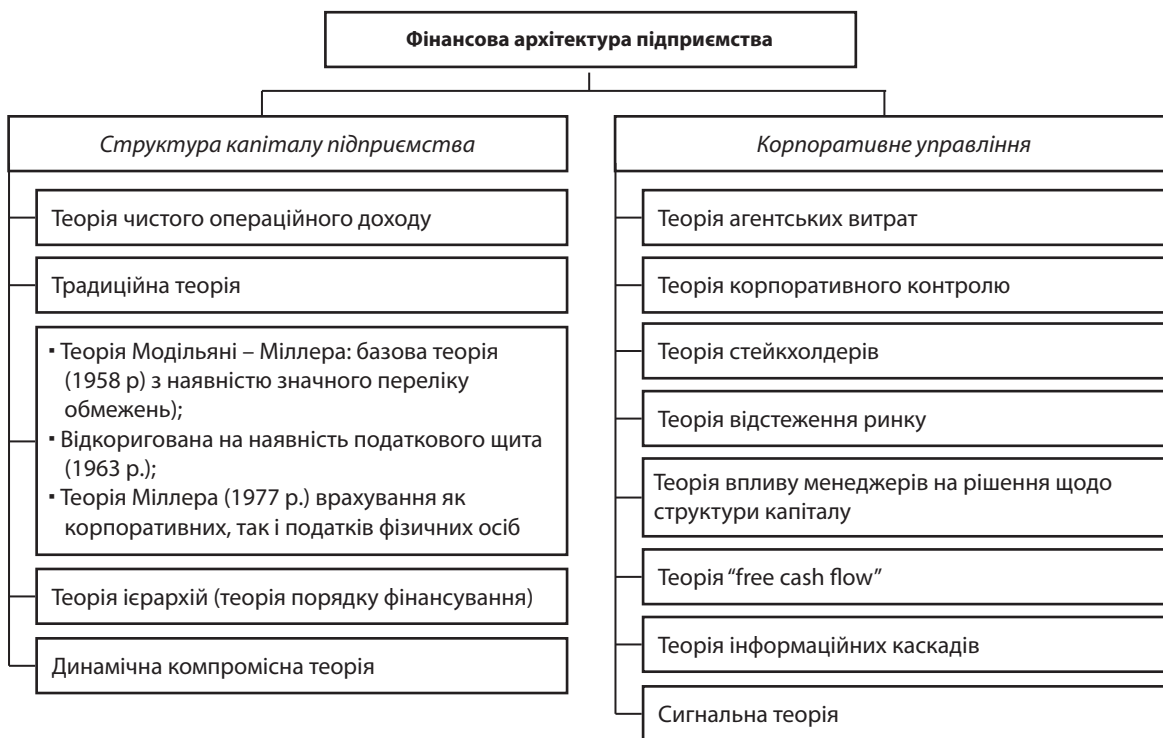 Фінансова архітектура підприємства
Структура капіталу підприємства
Теорія чистого операційного доходу
Традиційна теорія
▪ Теорія Модільяні – Міллера: базова теорія
(1958 р) з наявністю значного переліку
обмежень);
▪ Відкоригована на наявність податкового щита
(1963 р.);
▪ Теорія Міллера (1977 р.) врахування як
корпоративних, так і податків фізичних осіб
Теорія ієрархій (теорія порядку фінансування)
Динамічна компромісна теорія
Корпоративне управління
Теорія агентських витрат
Теорія корпоративного контролю
Теорія стейкхолдерів
Теорія відстеження ринку
Теорія впливу менеджерів на рішення щодо
структури капіталу
Теорія “free cash flow”
Теорія інформаційних каскадів
Сигнальна теорія